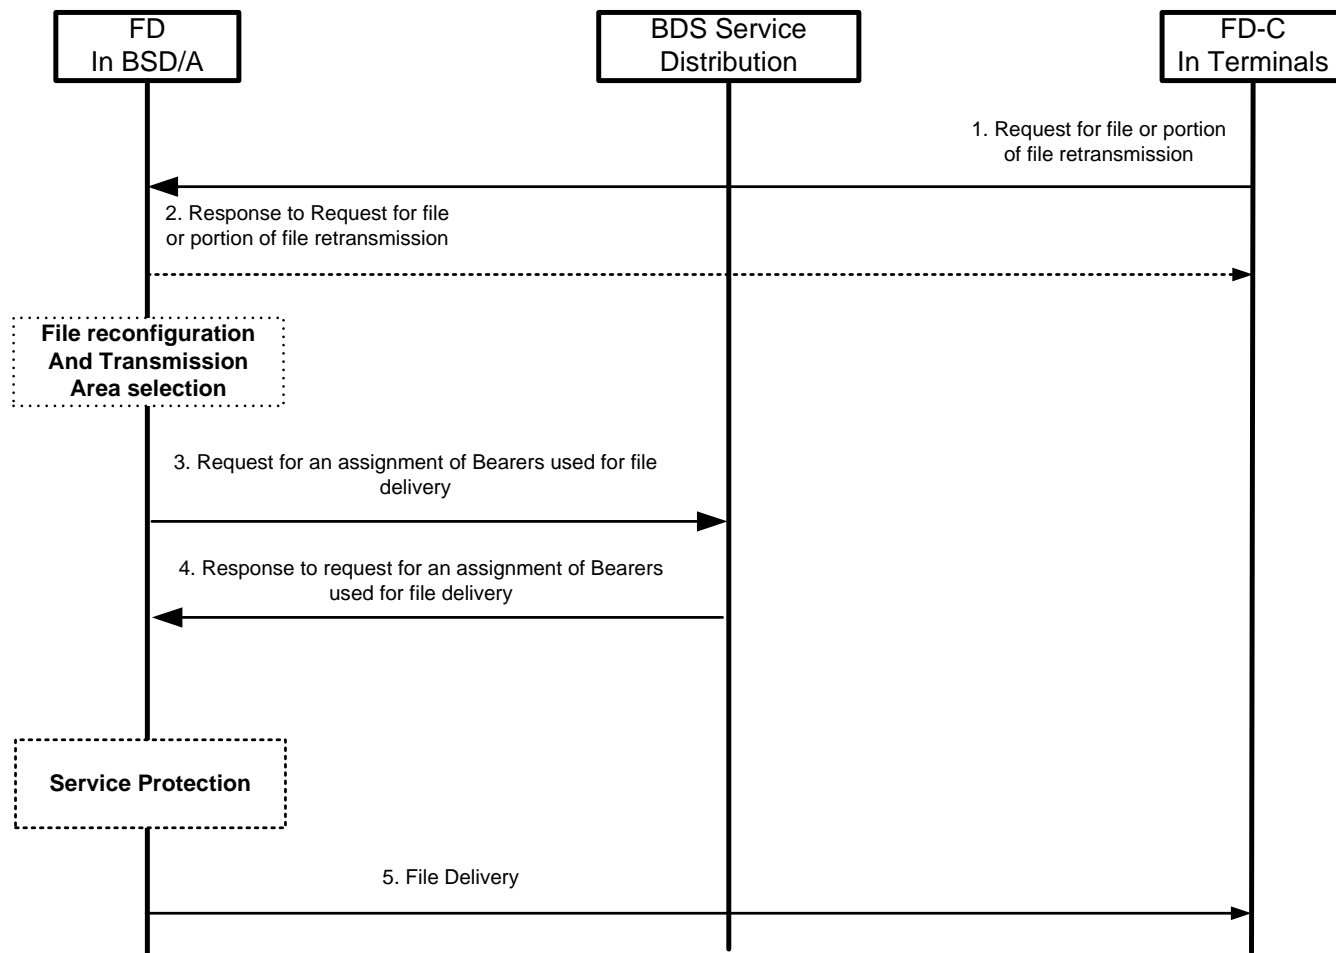 FD
In BSD/A
BDS Service
Distribution
FD-C
In Terminals
1. Request for file or portion
of file retransmission
2. Response to Request for file
or portion of file retransmission
File reconfiguration
And Transmission
Area selection
3. Request for an assignment of Bearers used for file
delivery
4. Response to request for an assignment of Bearers
used for file delivery
Service Protection
5. File Delivery